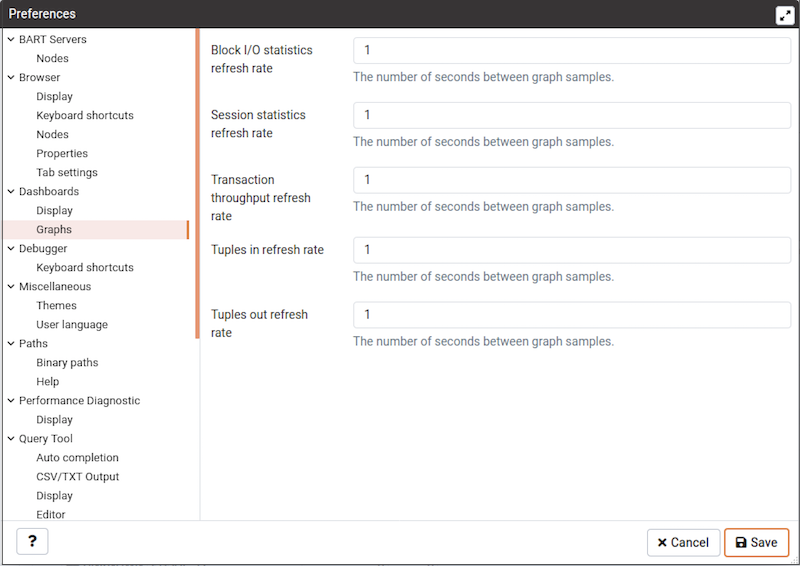 Preferences
BART Servers
Nodes
Browser
Display
Keyboard shortcuts
Nodes
Properties
Tab settings
Dashboards
Display
Graphs
Debugger
Keyboard shortcuts
Miscellaneous
Themes
User language
Paths
Binary paths
Help
Performance Diagnostic
Display
Query Tool
Auto completion
CSV/TXT Output
Display
Editor
Block I/O statistics
refresh rate
1
The number of seconds between graph samples.
Session statistics
refresh rate
1
The number of seconds between graph samples.
Transaction
throughput refresh
rate
1
The number of seconds between graph samples.
Tuples in refresh rate
1
The number of seconds between graph samples.
Tuples out refresh
rate
1
The number of seconds between graph samples.
?
Cancel
Save